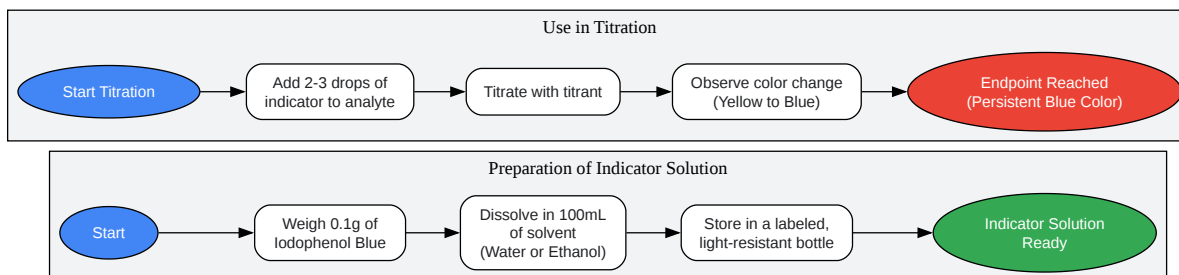 Use in Titration
Start Titration
Add 2-3 drops of
indicator to analyte
Titrate with titrant
Observe color change
(Yellow to Blue)
Endpoint Reached
(Persistent Blue Color)
Preparation of Indicator Solution
Start
Weigh 0.1g of
Iodophenol Blue
Dissolve in 100mL
of solvent
(Water or Ethanol)
Store in a labeled,
light-resistant bottle
Indicator Solution
Ready